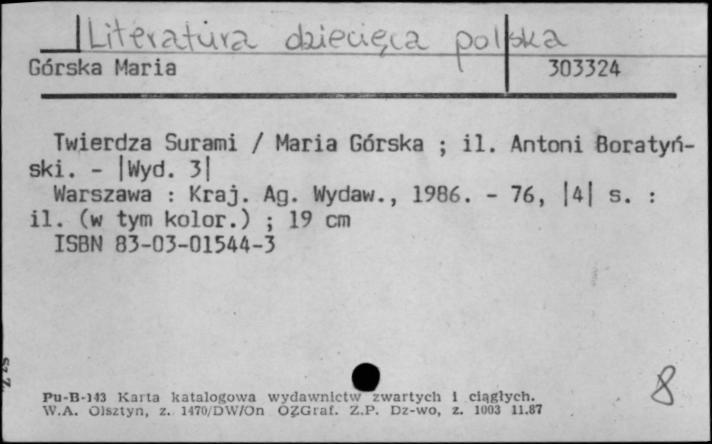 Literatura dziecięca polska
Górska Maria 303324
Twierdza Surami / Maria Górska ; il. Antoni Boratyń-
ski. - |Wyd. 3|
Warszawa : Kraj. Ag. Wydaw., 1986. - 76, |4| s. :
il. (w tym kolor.) ; 19 cm
ISBN 83-03-01544-3
8
Pu-B-143 Karta katalogowa wydawnictw zwartych i ciągłych.
W.A. Olsztyn, z. 1470/DW/On OZGraf. Z.P. Dz-wo, z. 1003 11.87